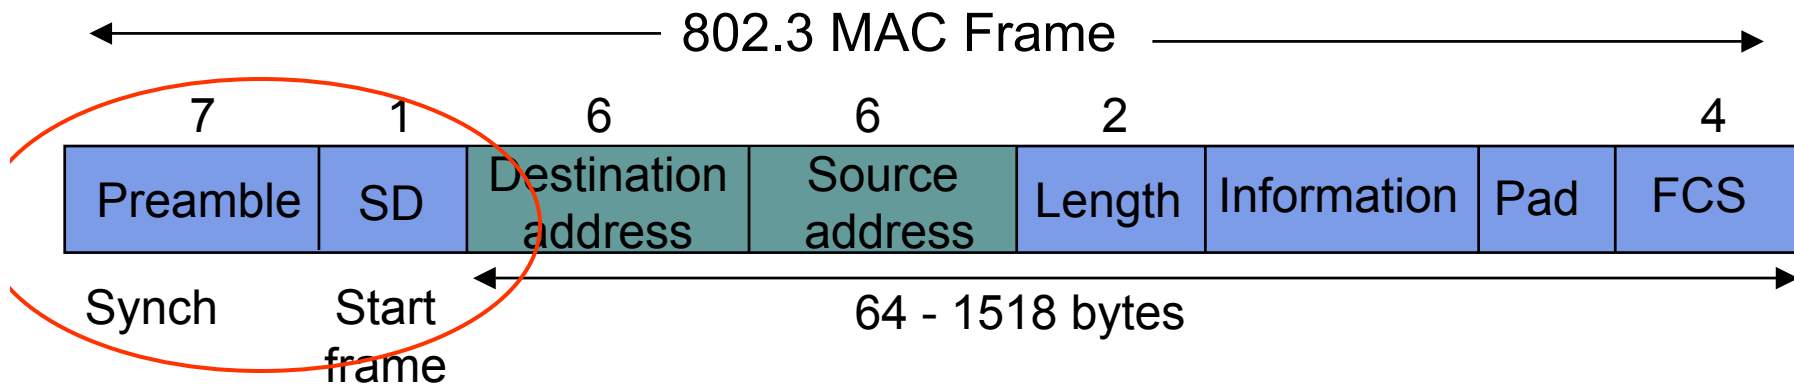 802.3 MAC Frame
7 1 6 6 2 4
Preamble SD Destination address Source address Length Information Pad FCS
Synch Start frame 64 - 1518 bytes